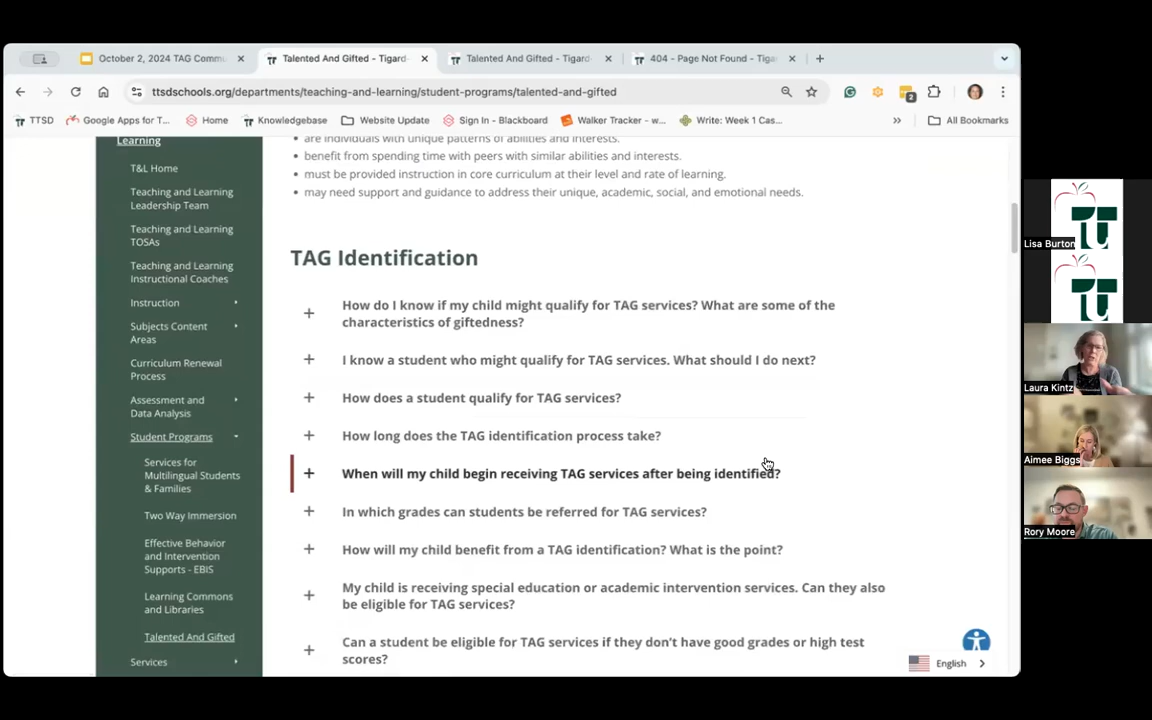 October 2, 2024 TAG Commu
Talented And Gifted - Tigard-
Talented And Gifted - Tigard-
404 - Page Not Found - Tiga
ttsdschools.org/departments/teaching-and-learning/student-programs/talented-and-gifted
2
TTSD
Google Apps for T...
Home
Knowledgebase
Website Update
Sign In - Blackboard
Walker Tracker - w...
Write: Week 1 Cas...
»
All Bookmarks
Learning
T&L Home
Teaching and Learning
Leadership Team
Teaching and Learning
TOSAs
Teaching and Learning
Instructional Coaches
Instruction
Subjects Content
Areas
Curriculum Renewal
Process
Assessment and
Data Analysis
Student Programs
Services for
Multilingual Students
& Families
Two Way Immersion
Effective Behavior
and Intervention
Supports - EBIS
Learning Commons
and Libraries
Talented And Gifted
Services
• are individuals with unique patterns of abilities and interests.
• benefit from spending time with peers with similar abilities and interests.
• must be provided instruction in core curriculum at their level and rate of learning.
• may need support and guidance to address their unique, academic, social, and emotional needs.
TAG Identification
How do I know if my child might qualify for TAG services? What are some of the
characteristics of giftedness?
I know a student who might qualify for TAG services. What should I do next?
How does a student qualify for TAG services?
How long does the TAG identification process take?
When will my child begin receiving TAG services after being identified?
In which grades can students be referred for TAG services?
How will my child benefit from a TAG identification? What is the point?
My child is receiving special education or academic intervention services. Can they also
be eligible for TAG services?
Can a student be eligible for TAG services if they don't have good grades or high test
scores?
English
Lisa Burton
Laura Kintz
Aimee Biggs
Rory Moore